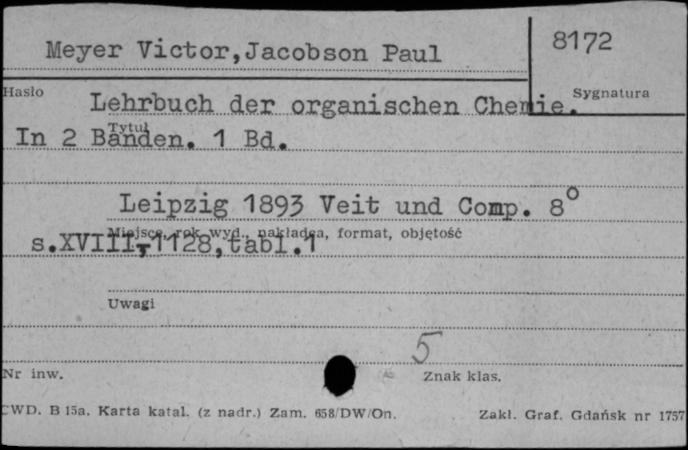 Meyer Victor,Jacobson Paul
8172
Hasło
Sygnatura
Lehrbuch der organischen Chemie.
Tytuł
In 2 Banden. 1 Bd.
Leipzig 1893 Veit und Comp. 8°
Miejsce, rok wyd., nakładca, format, objętość
s.XVIII,1128,tabl.1
Uwagi
5
Nr inw.
Znak klas.
CWD. B 15a. Karta katal. (z nadr.) Zam. 658/DW/On.
Zakł. Graf. Gdańsk nr 1757